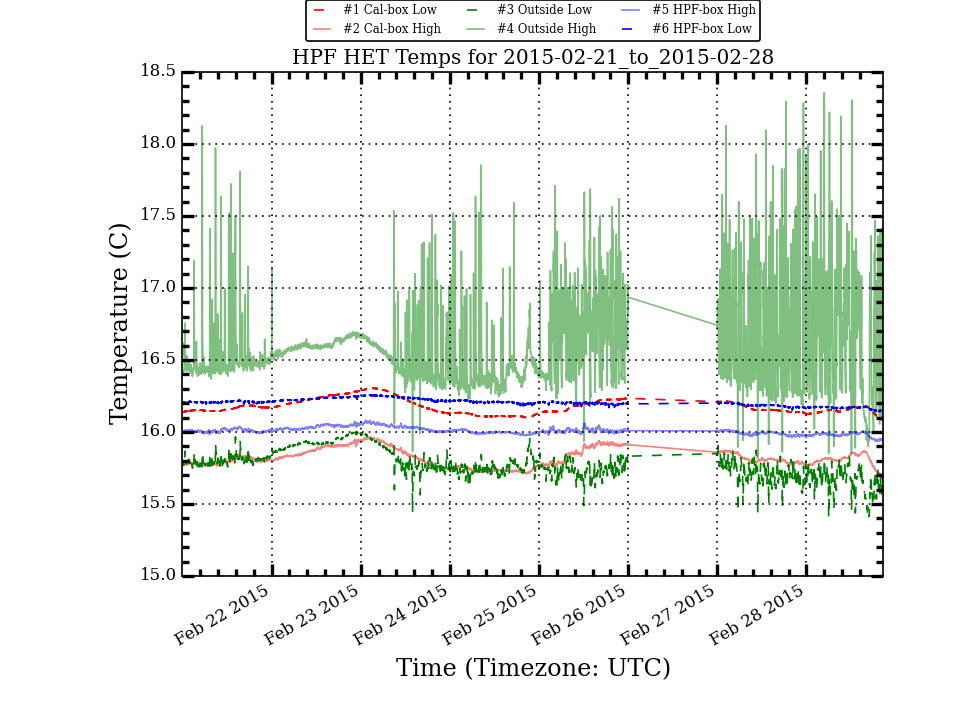 #1 Cal-box Low #3 Outside Low #5 HPF-box High
#2 Cal-box High #4 Outside High #6 HPF-box Low
HPF HET Temps for 2015-02-21_to_2015-02-28
18.5
18.0
17.5
17.0
16.5
16.0
15.5
15.0
Temperature (C)
Feb 22 2015
Feb 23 2015
Feb 24 2015
Feb 25 2015
Feb 26 2015
Feb 27 2015
Feb 28 2015
Time (Timezone: UTC)